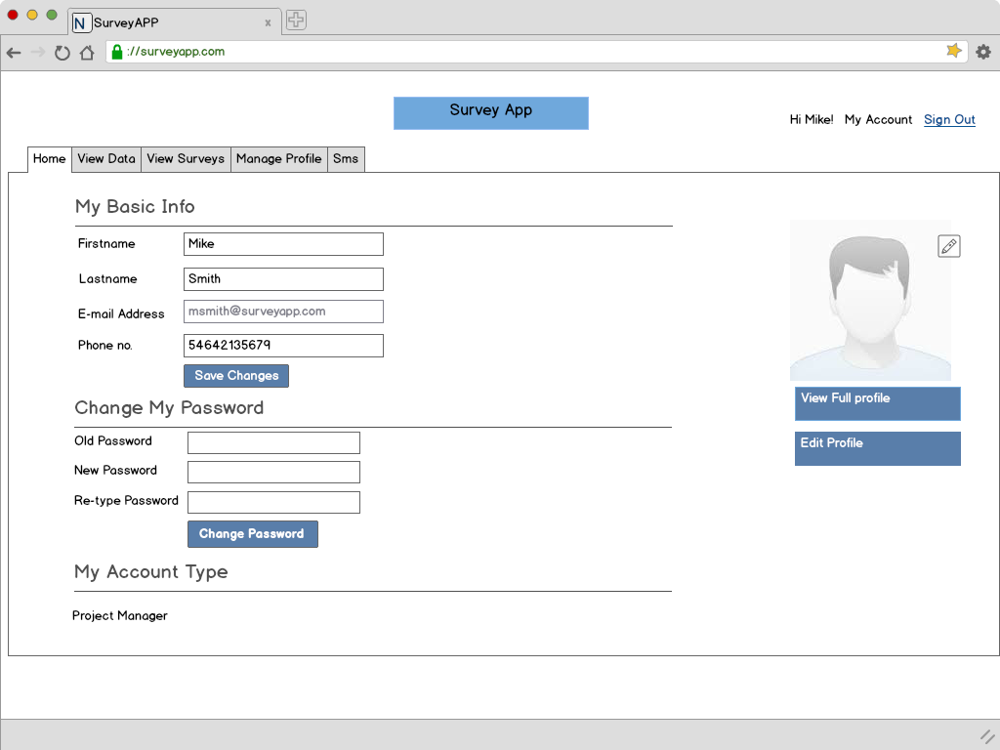 N SurveyAPP x
://surveyapp.com
Survey App
Hi Mike! My Account Sign Out
Home View Data View Surveys Manage Profile Sms
My Basic Info
Firstname Mike
Lastname Smith
E-mail Address msmith@surveyapp.com
Phone no. 54642135679
Save Changes
Change My Password
Old Password
New Password
Re-type Password
Change Password
My Account Type
Project Manager
View Full profile
Edit Profile